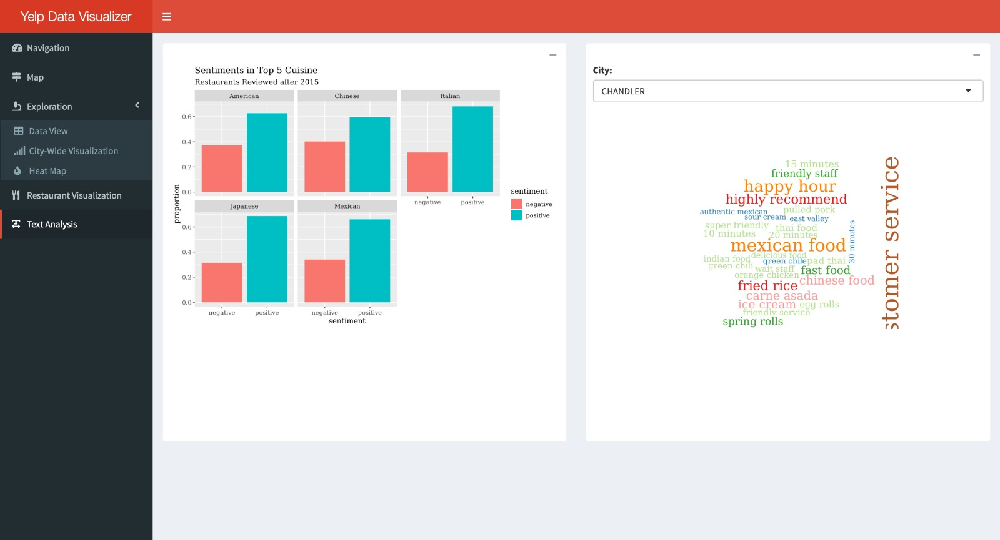 Yelp Data Visualizer
Navigation
Map
Exploration
Data View
City-Wide Visualization
Heat Map
Restaurant Visualization
Text Analysis
Sentiments in Top 5 Cuisine
Restaurants Reviewed after 2015
American
Chinese
Italian
0.6
0.4
0.2
0.0
negative
positive
Japanese
Mexican
0.6
0.4
0.2
0.0
negative
positive
negative
positive
sentiment
proportion
sentiment
negative
positive
City:
CHANDLER
15 minutes
friendly staff
happy hour
highly recommend
pulled pork
authentic mexican
sour cream
east valley
super friendly
thai food
10 minutes
20 minutes
30 minutes
mexican food
delicious food
indian food
green chile
pad thai
green chili
wait staff
fast food
orange chicken
chinese food
fried rice
carne asada
ice cream
egg rolls
friendly service
spring rolls
stomer service